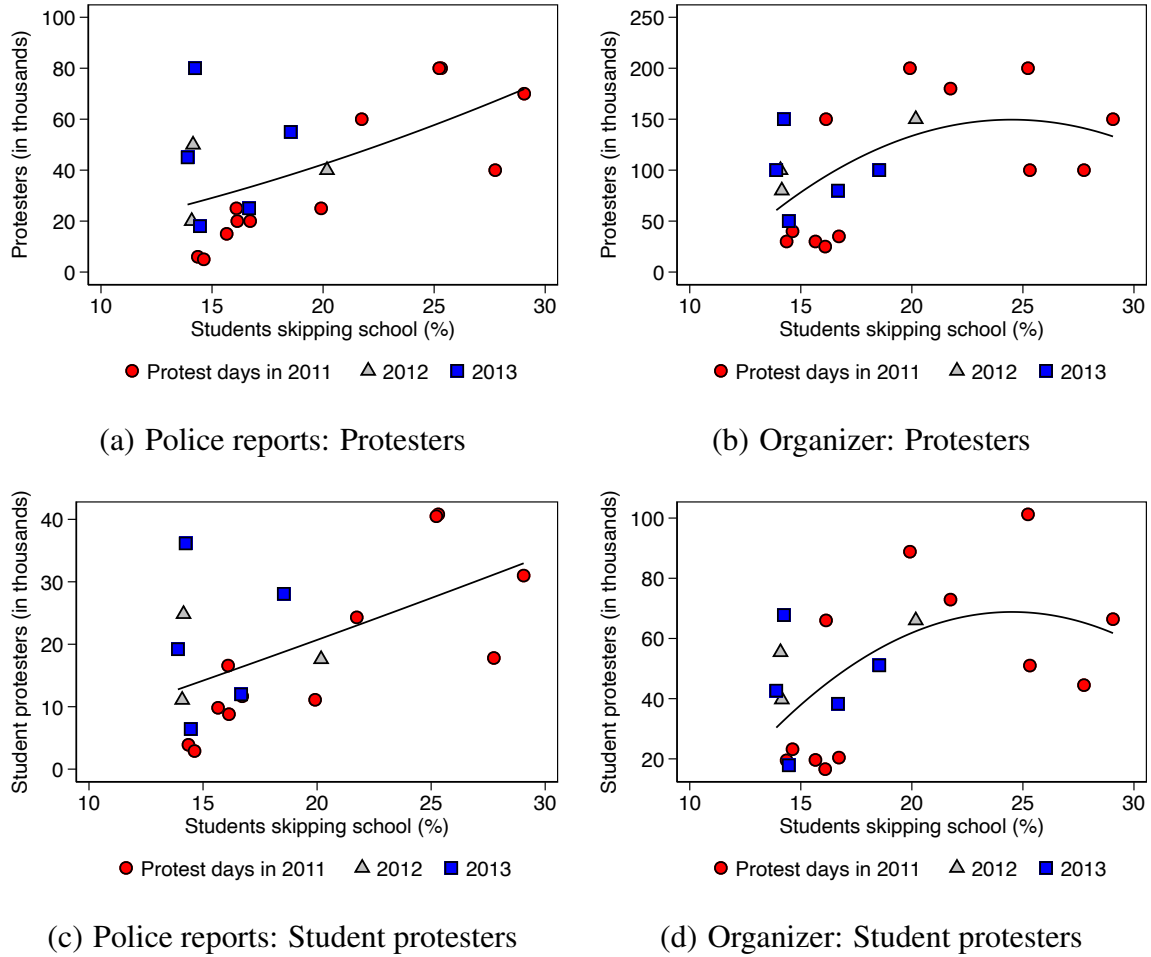 Protesters (in thousands)
100
80
60
40
20
0
10 15 20 25 30
Students skipping school (%)
Protest days in 2011 2012 2013
(a) Police reports: Protesters
Protesters (in thousands)
250
200
150
100
50
0
10 15 20 25 30
Students skipping school (%)
Protest days in 2011 2012 2013
(b) Organizer: Protesters
Student protesters (in thousands)
40
30
20
10
0
10 15 20 25 30
Students skipping school (%)
Protest days in 2011 2012 2013
(c) Police reports: Student protesters
Student protesters (in thousands)
100
80
60
40
20
10 15 20 25 30
Students skipping school (%)
Protest days in 2011 2012 2013
(d) Organizer: Student protesters